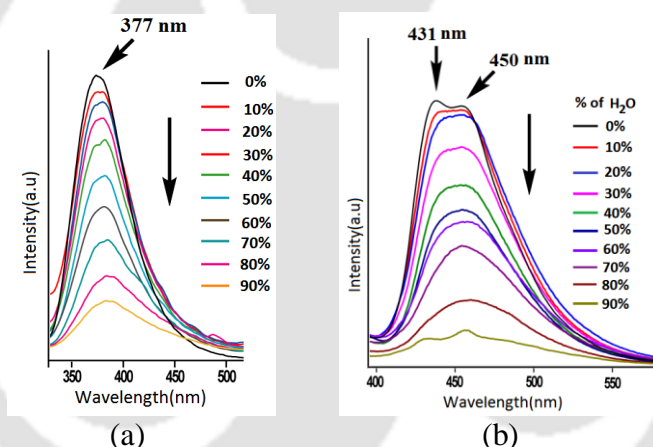 377 nm
0%
10%
20%
30%
40%
50%
60%
70%
80%
90%
Intensity(a.u)
350 400 450 500
Wavelength(nm)
(a)
431 nm
450 nm
% of H₂O
0%
10%
20%
30%
40%
50%
60%
70%
80%
90%
Intensity(a.u)
400 450 500 550
Wavelength(nm)
(b)